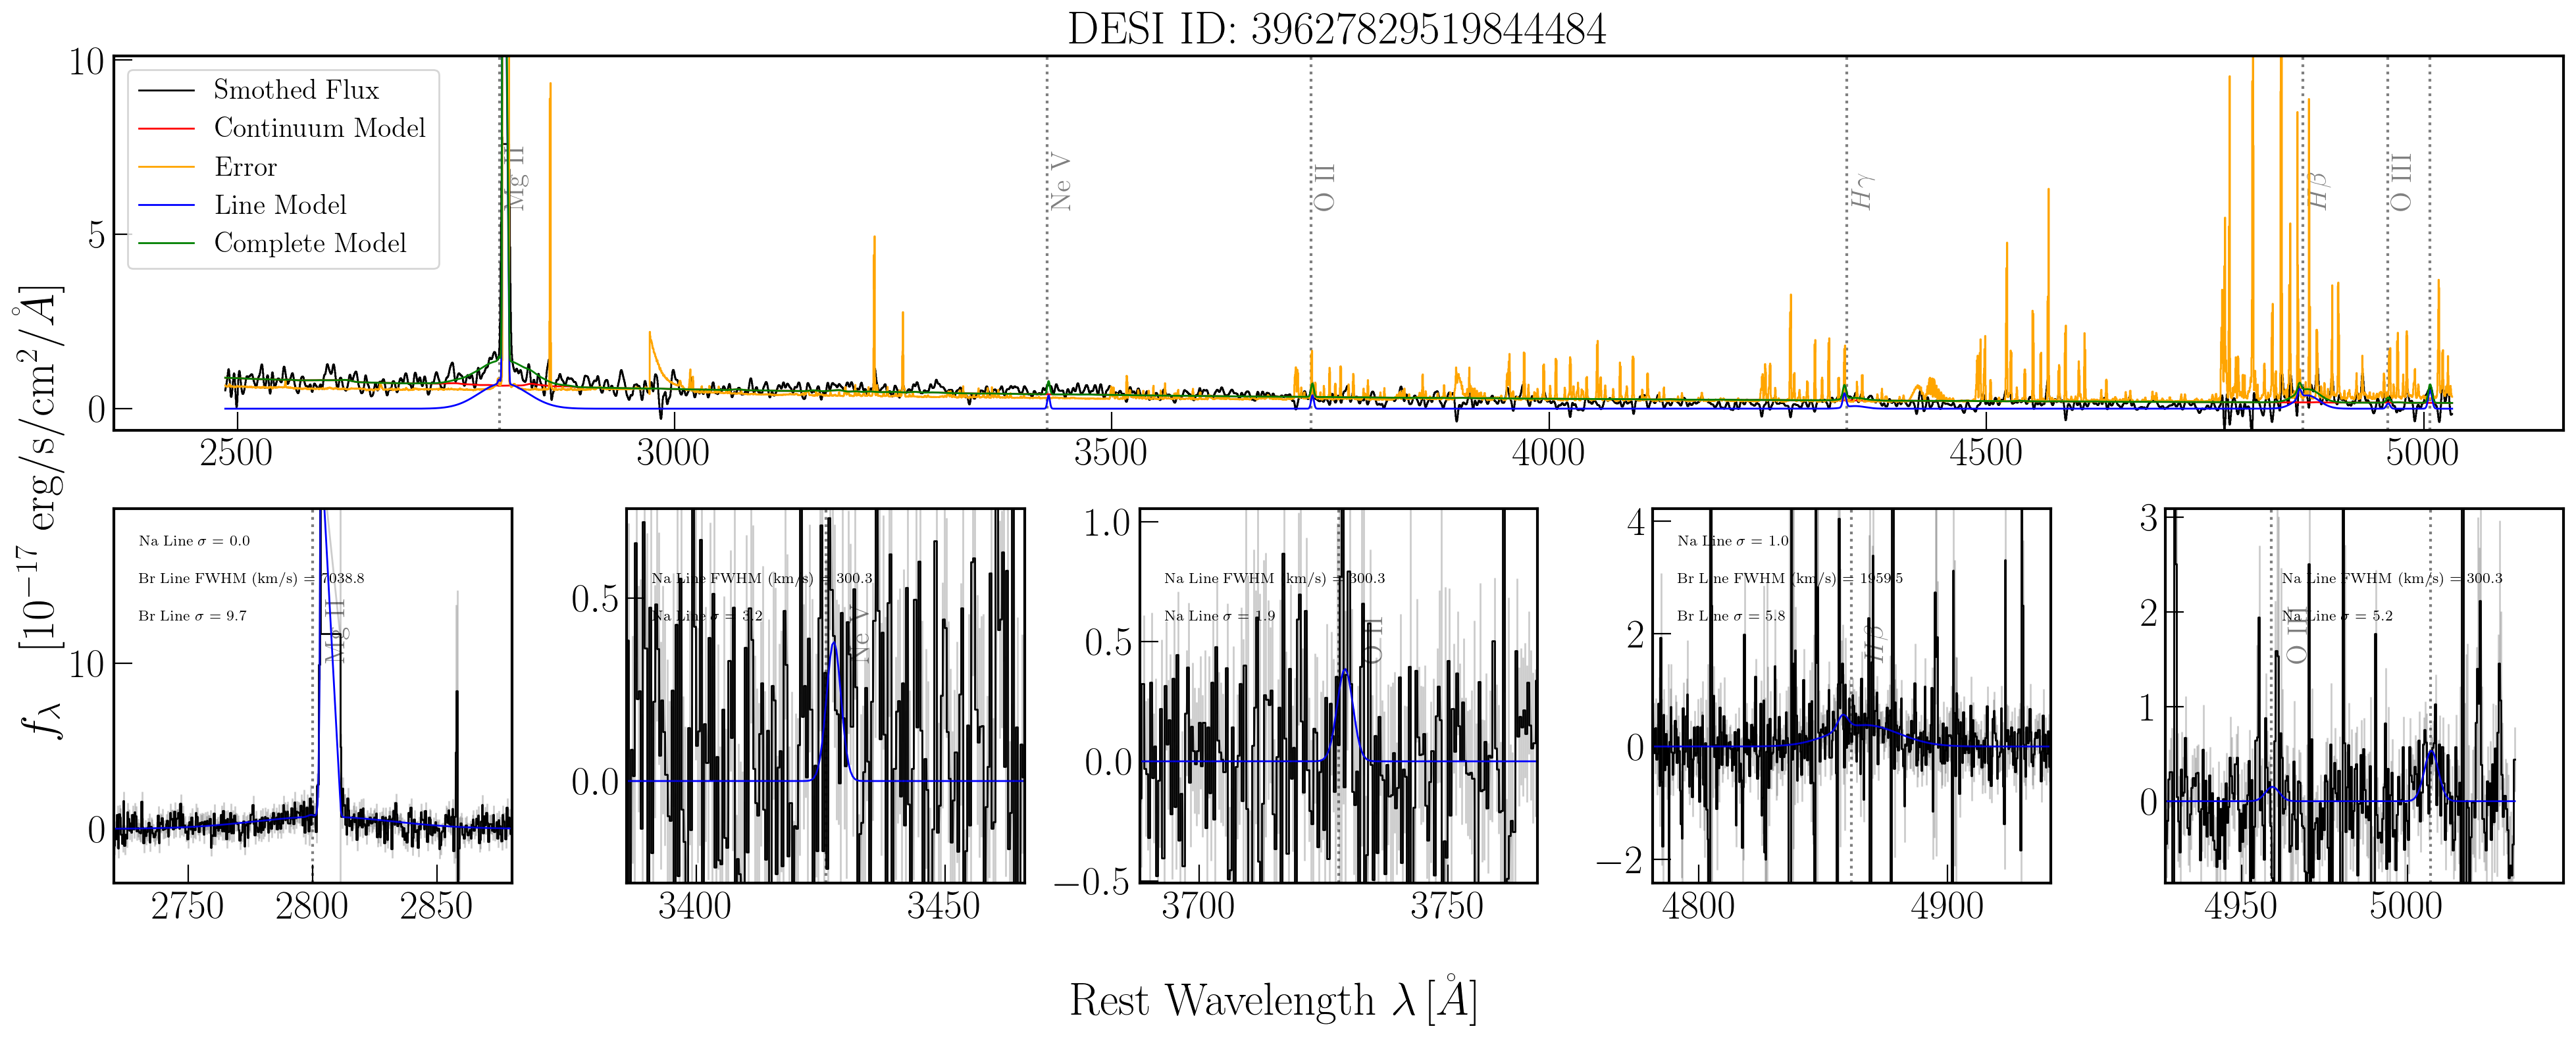 DESI ID: 39627829519844484
10
5
0
Smothed Flux
Continuum Model
Error
Line Model
Complete Model
Mg II
Ne V
O II
Hγ
Hβ
O III
2500 3000 3500 4000 4500 5000
fλ [10⁻¹⁷ erg/s/cm²/Å]
Na Line σ = 0.0
Br Line FWHM (km/s) = 7038.8
Br Line σ = 9.7
Mg II
10
0
2750 2800 2850
Na Line FWHM (km/s) = 300.3
Na Line σ = 3.2
Ne V
0.5
0.0
3400 3450
Na Line FWHM (km/s) = 300.3
Na Line σ = 1.9
O II
1.0
0.5
0.0
−0.5
3700 3750
Na Line σ = 1.0
Br Line FWHM (km/s) = 1959.5
Br Line σ = 5.8
Hβ
4
2
0
−2
4800 4900
Na Line FWHM (km/s) = 300.3
Na Line σ = 5.2
O III
3
2
1
0
4950 5000
Rest Wavelength λ [Å]